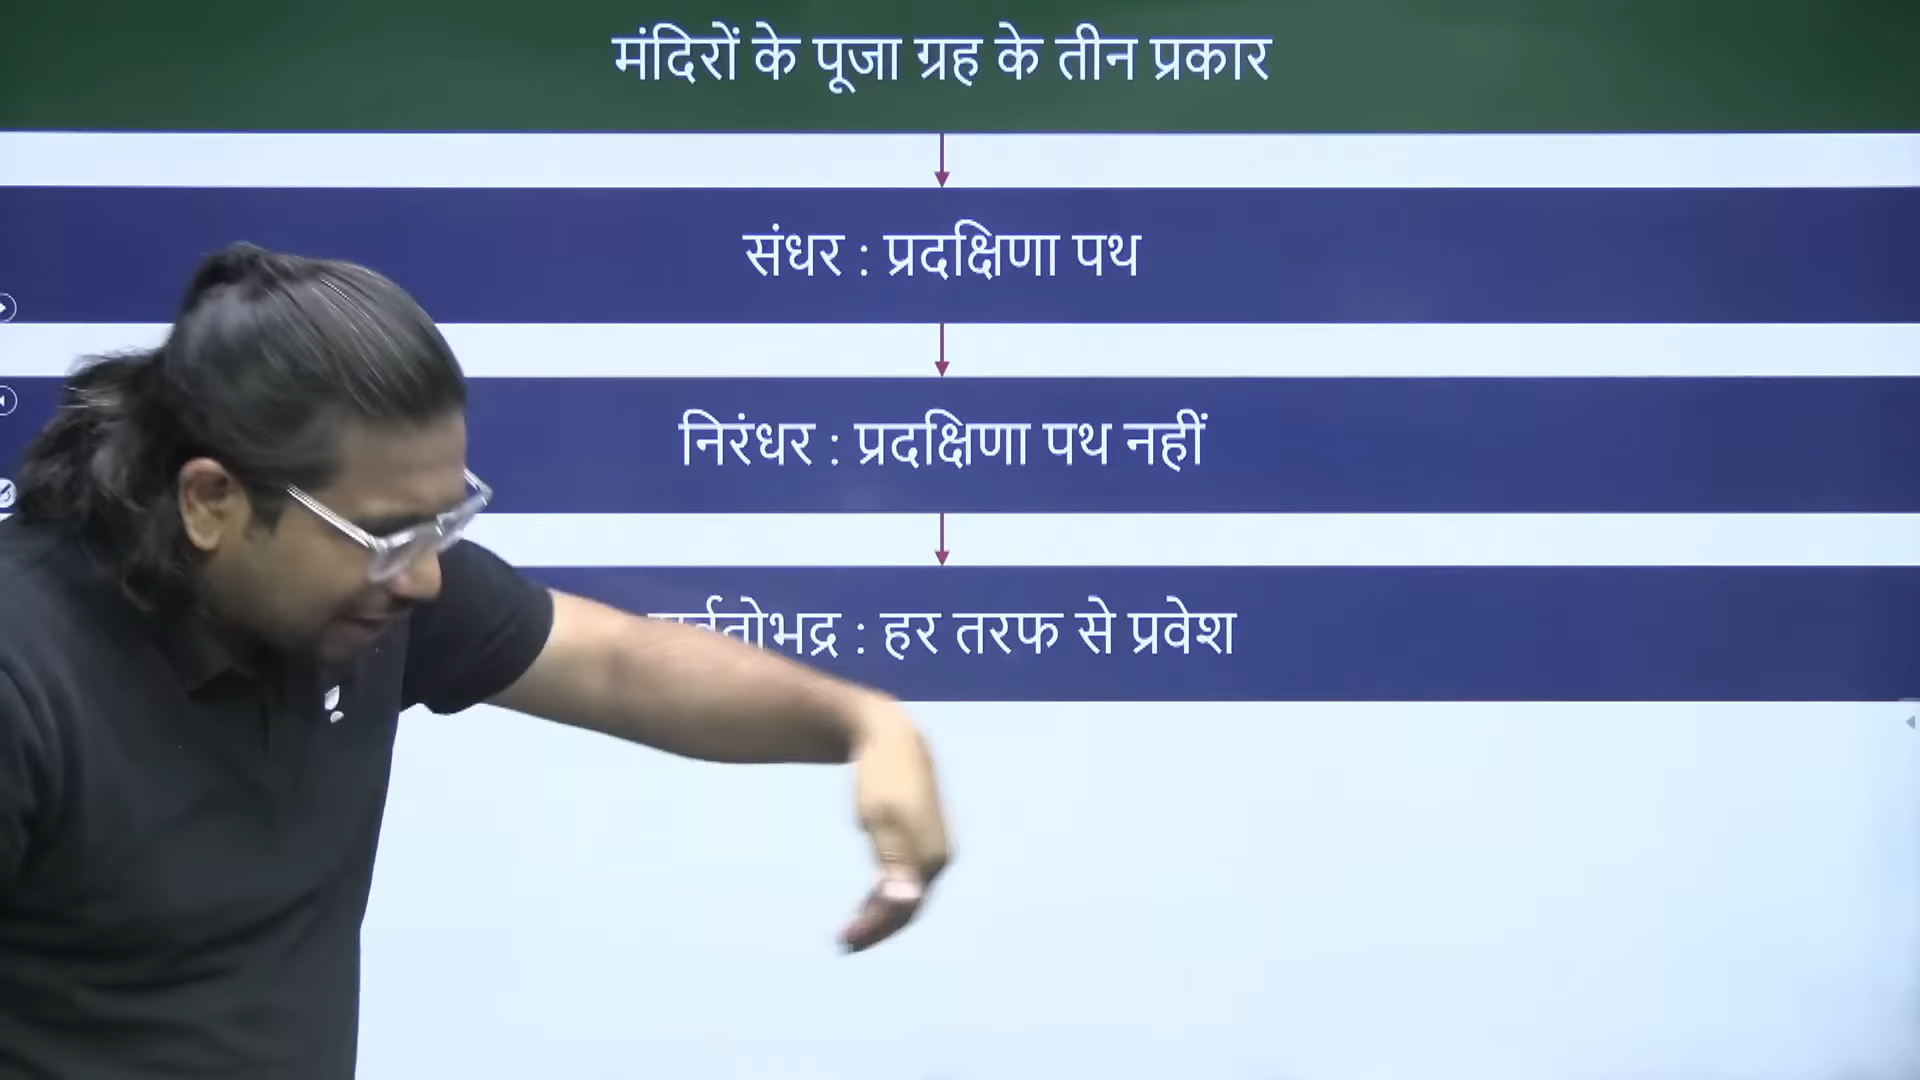 मंदिरों के पूजा ग्रह के तीन प्रकार
संधर : प्रदक्षिणा पथ
निरंधर : प्रदक्षिणा पथ नहीं
: हर तरफ से प्रवेश